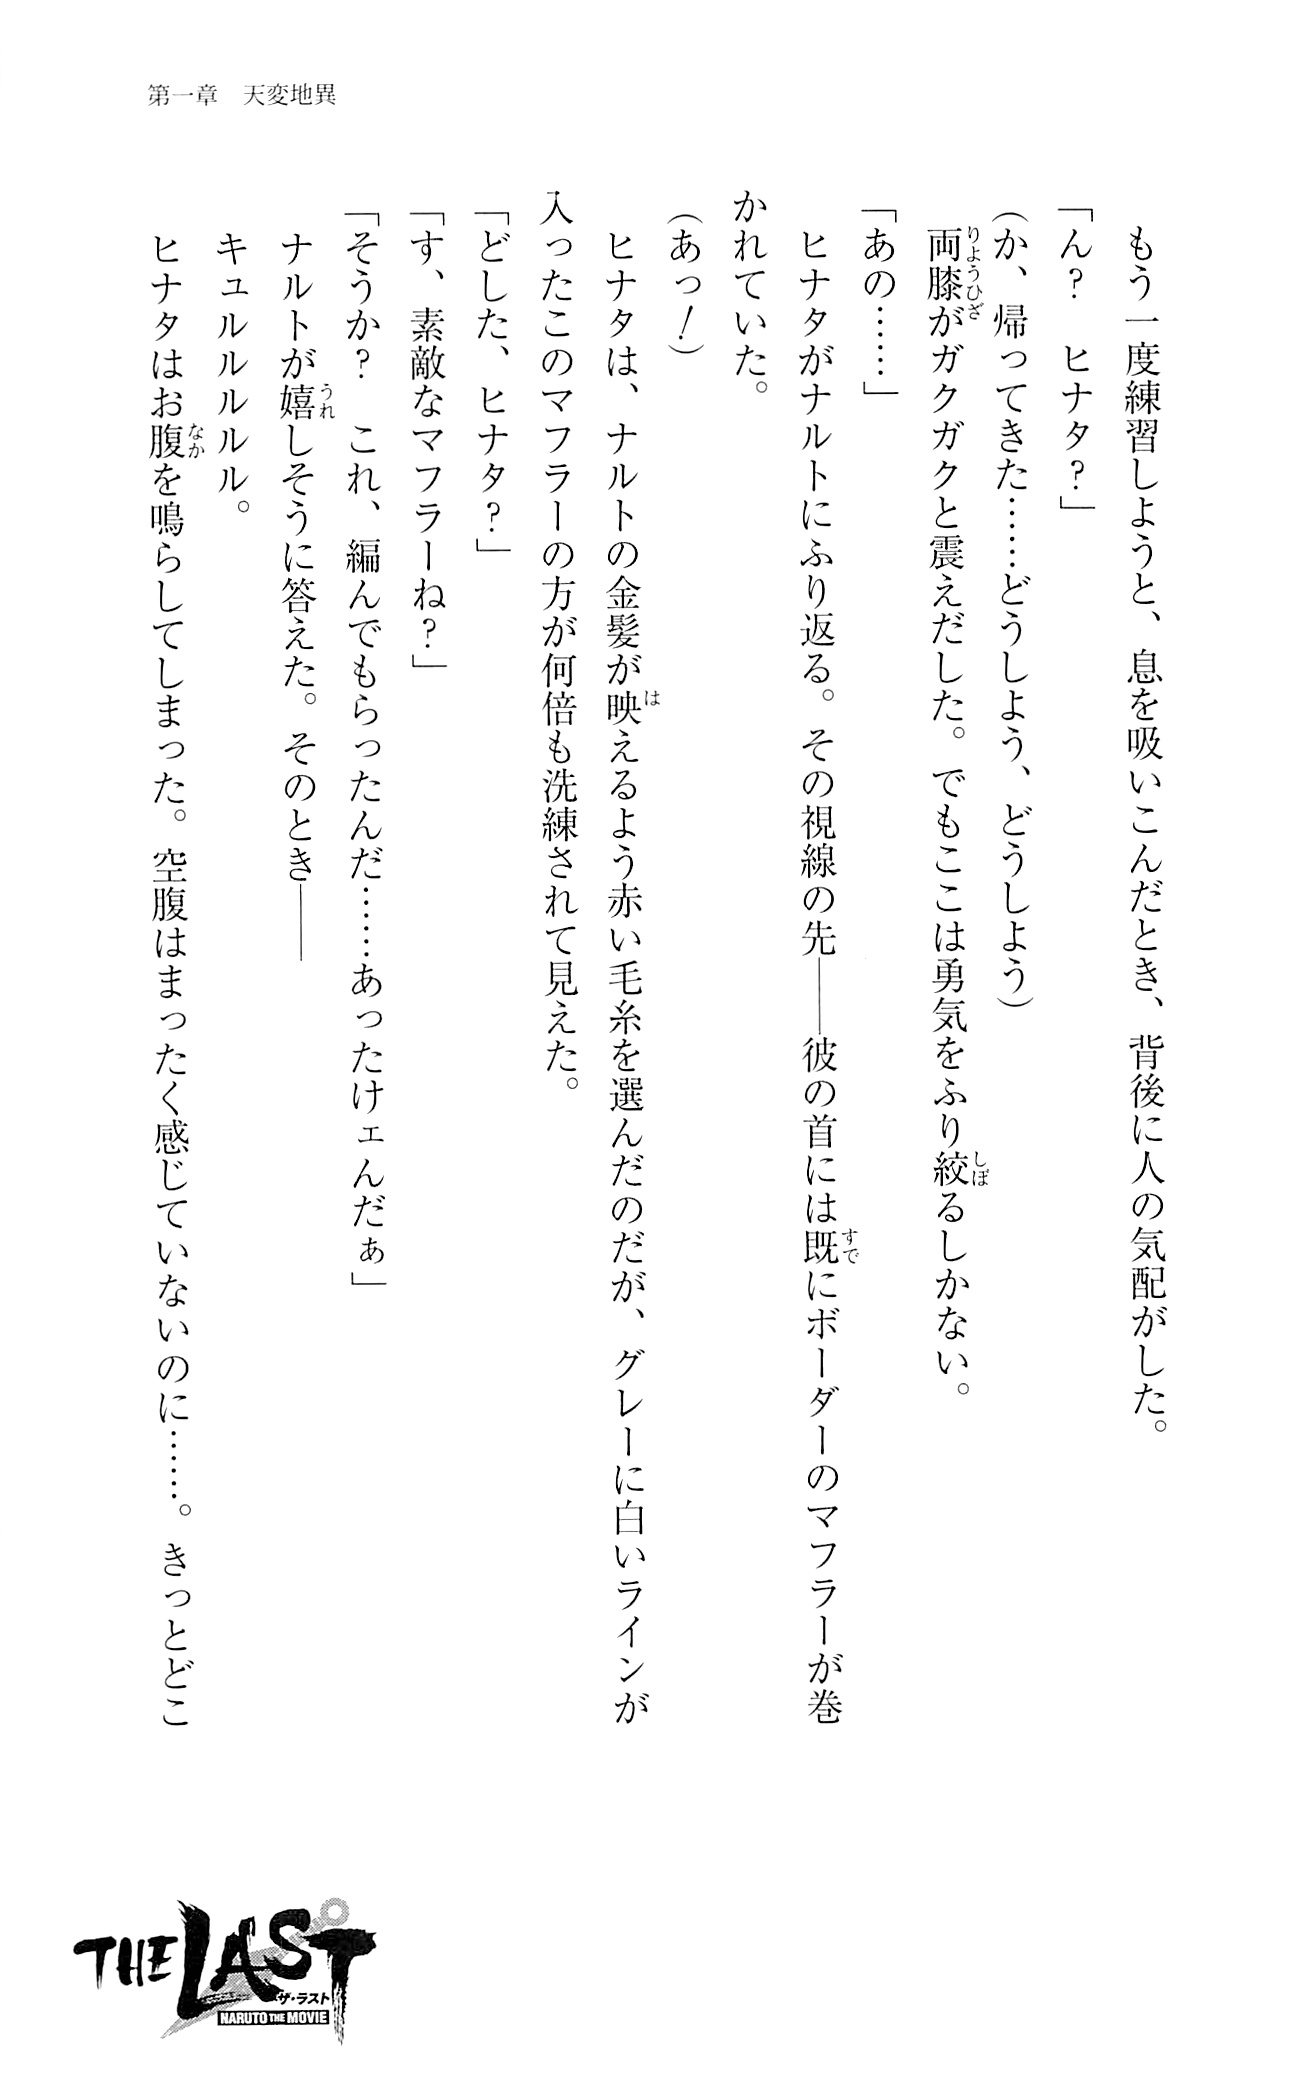 第一章　天変地異
もう一度練習しようと、息を吸いこんだとき、背後に人の気配がした。
「ん？　ヒナタ？」
（か、帰ってきた……どうしよう、どうしよう）
両膝がガクガクと震えだした。でもここは勇気をふり絞るしかない。
「あの……」
ヒナタがナルトにふり返る。その視線の先――彼の首には既にボーダーのマフラーが巻
かれていた。
（あっ！）
ヒナタは、ナルトの金髪が映えるよう赤い毛糸を選んだのだが、グレーに白いラインが
入ったこのマフラーの方が何倍も洗練されて見えた。
「どした、ヒナタ？」
「す、素敵なマフラーね？」
「そうか？　これ、編んでもらったんだ……あったけェんだぁ」
ナルトが嬉しそうに答えた。そのとき――
キュルルルルル。
ヒナタはお腹を鳴らしてしまった。空腹はまったく感じていないのに……。きっとどこ
THE LAST
ザ・ラスト
NARUTO THE MOVIE